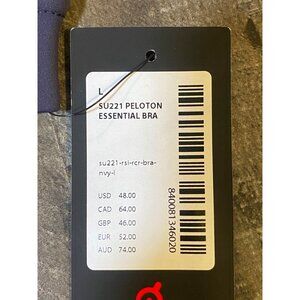 L
SU221 PELOTON
ESSENTIAL BRA
su221-rsl-rcr-bra-
nvy-l
USD 48.00
CAD 64.00
GBP 46.00
EUR 52.00
AUD 74.00
840081346020